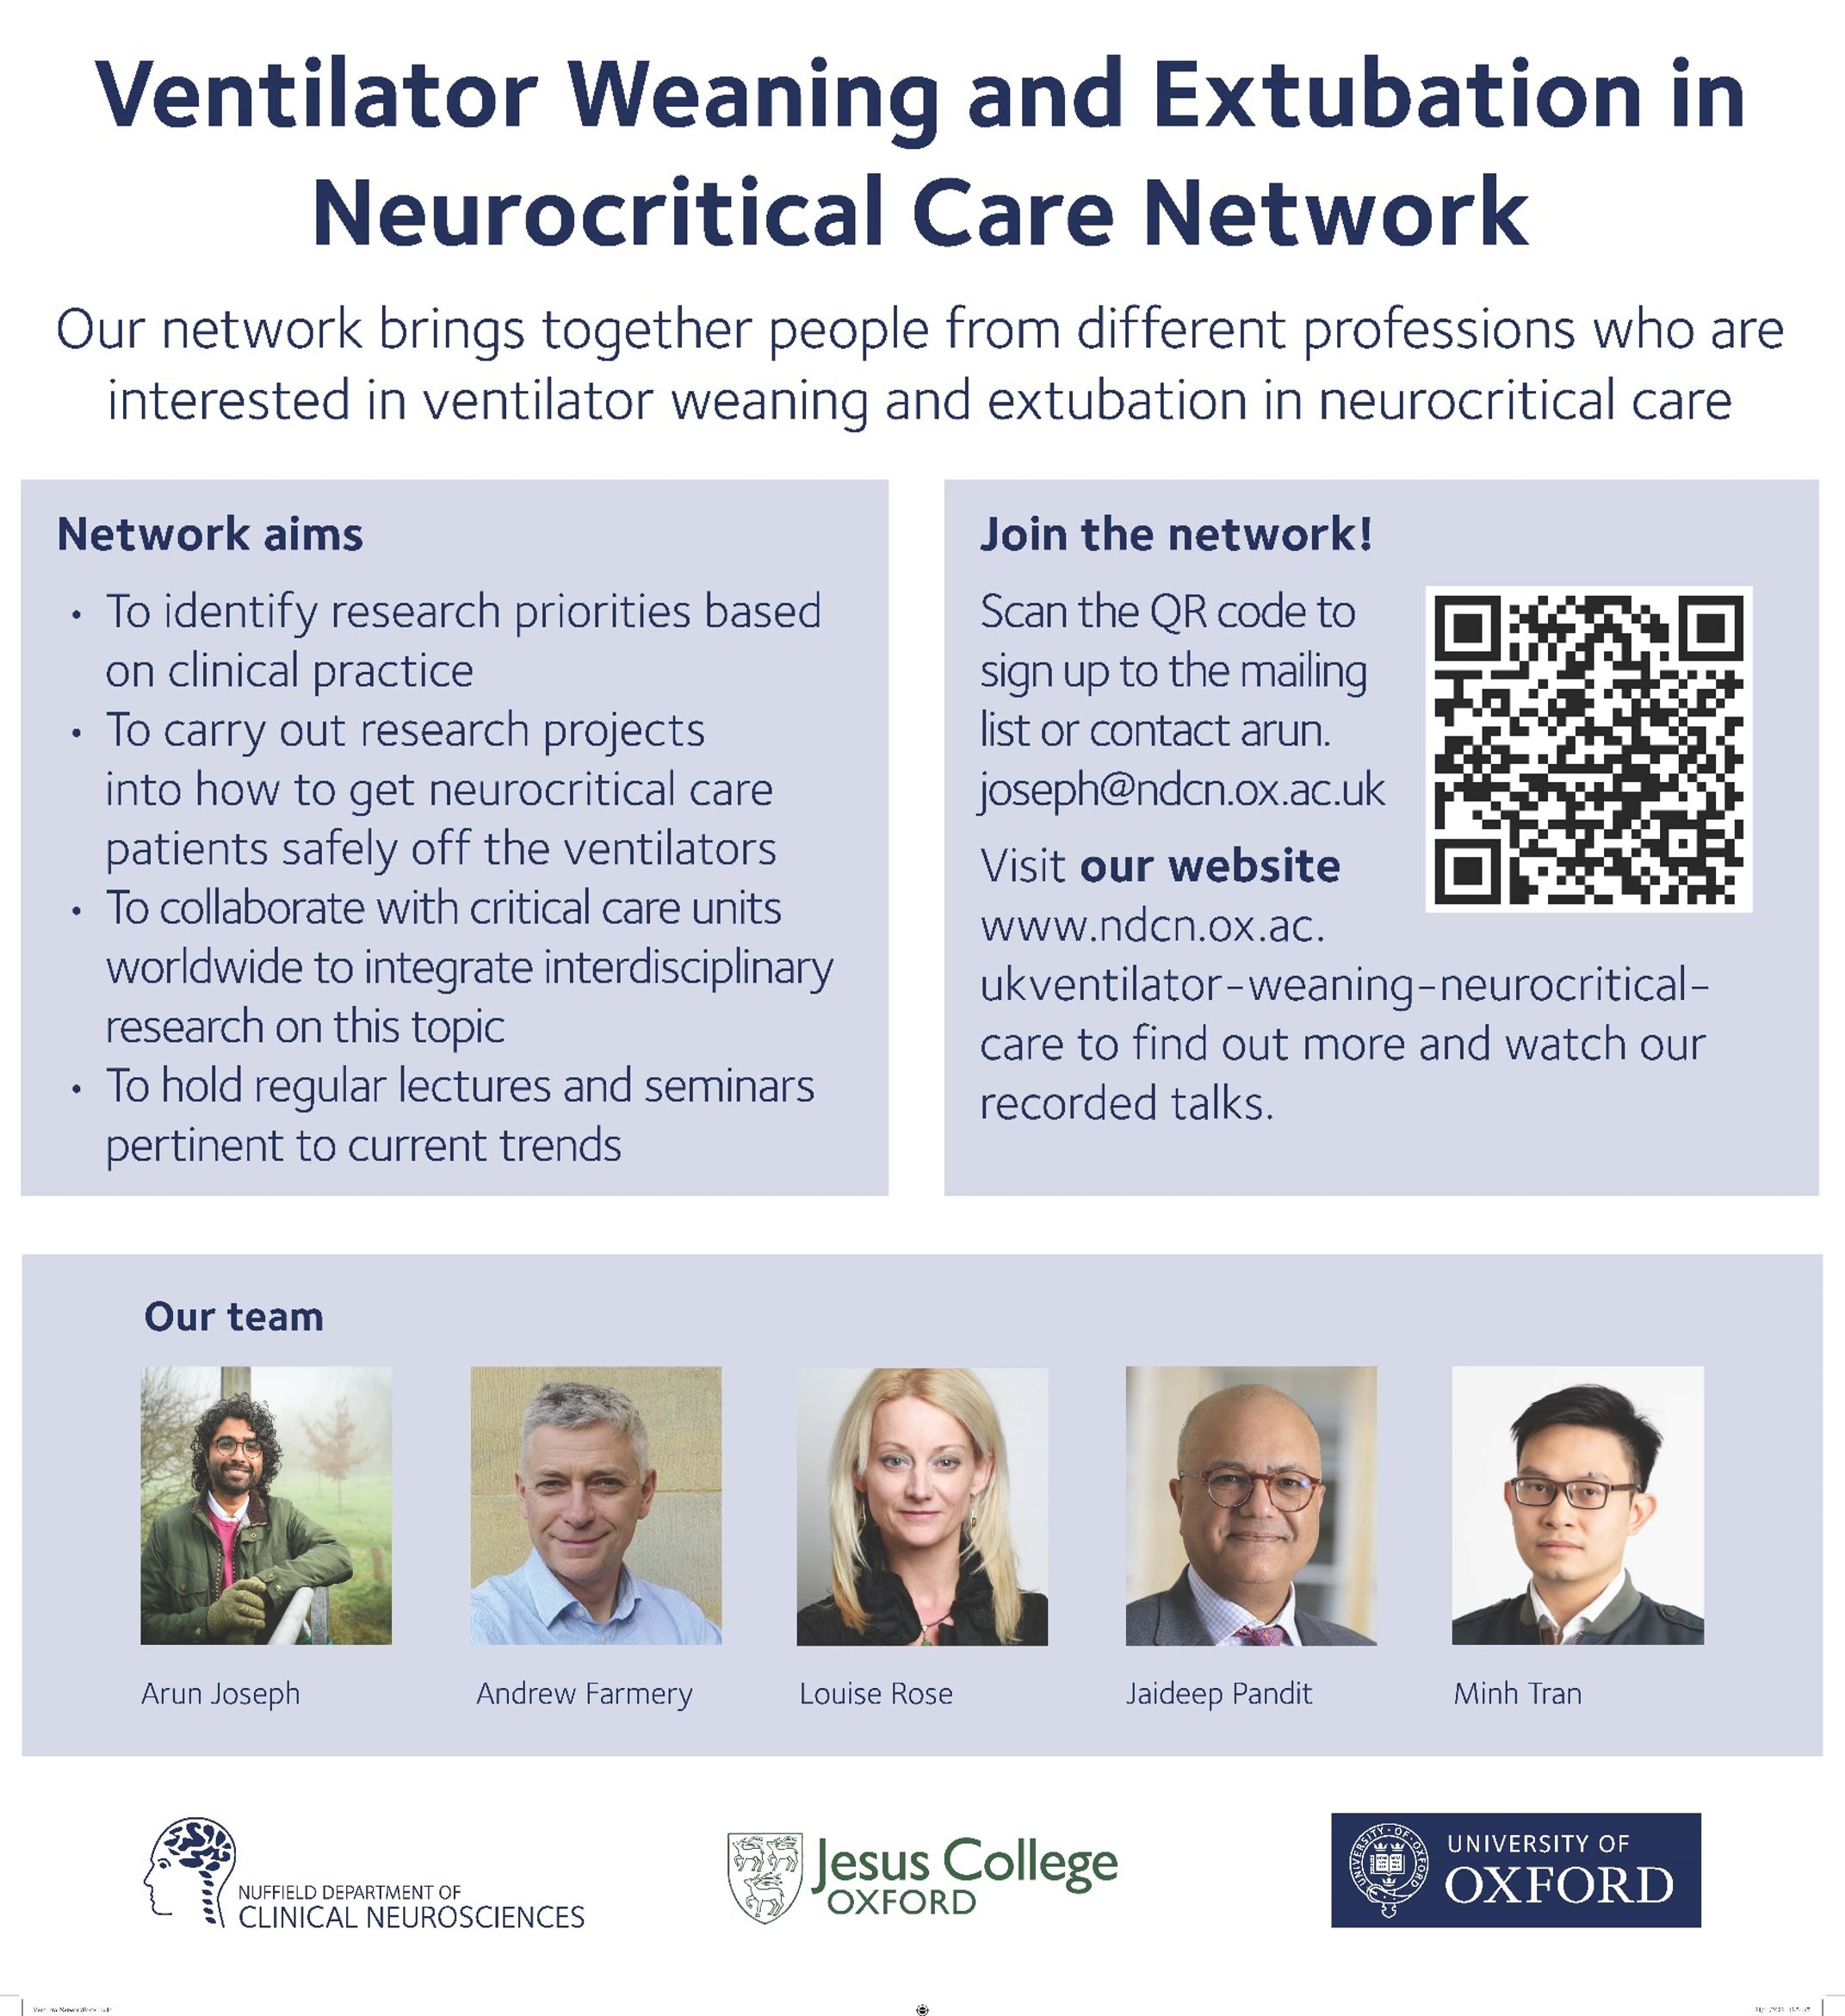 Ventilator Weaning and Extubation in
Neurocritical Care Network
Our network brings together people from different professions who are
interested in ventilator weaning and extubation in neurocritical care
Network aims
• To identify research priorities based
on clinical practice
• To carry out research projects
into how to get neurocritical care
patients safely off the ventilators
• To collaborate with critical care units
worldwide to integrate interdisciplinary
research on this topic
• To hold regular lectures and seminars
pertinent to current trends
Join the network!
Scan the QR code to
sign up to the mailing
list or contact arun.
joseph@ndcn.ox.ac.uk
Visit our website
www.ndcn.ox.ac.
ukventilator-weaning-neurocritical-
care to find out more and watch our
recorded talks.
Our team
Arun Joseph
Andrew Farmery
Louise Rose
Jaideep Pandit
Minh Tran
NUFFIELD DEPARTMENT OF
CLINICAL NEUROSCIENCES
Jesus College
OXFORD
UNIVERSITY OF OXFORD
UNIVERSITY OF
OXFORD